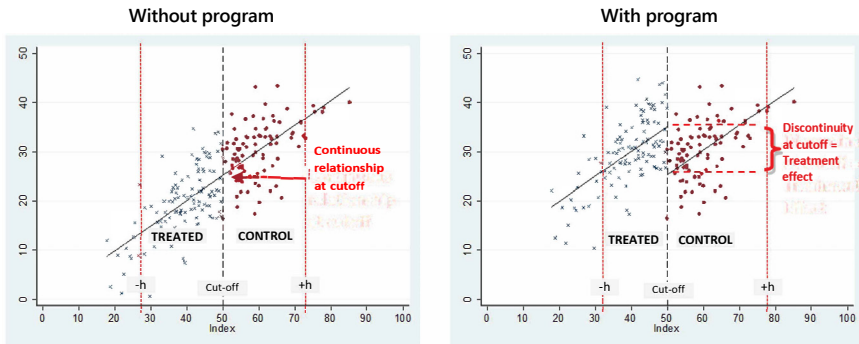 Without program
50
40
30
20
10
0
Continuous
relationship
at cutoff
TREATED
CONTROL
-h
Cut-off
+h
0 10 20 30 40 50 60 70 80 90 100
Index
With program
50
40
30
20
10
0
Discontinuity
at cutoff =
Treatment
effect
TREATED
CONTROL
-h
Cut-off
+h
0 10 20 30 40 50 60 70 80 90 100
Index